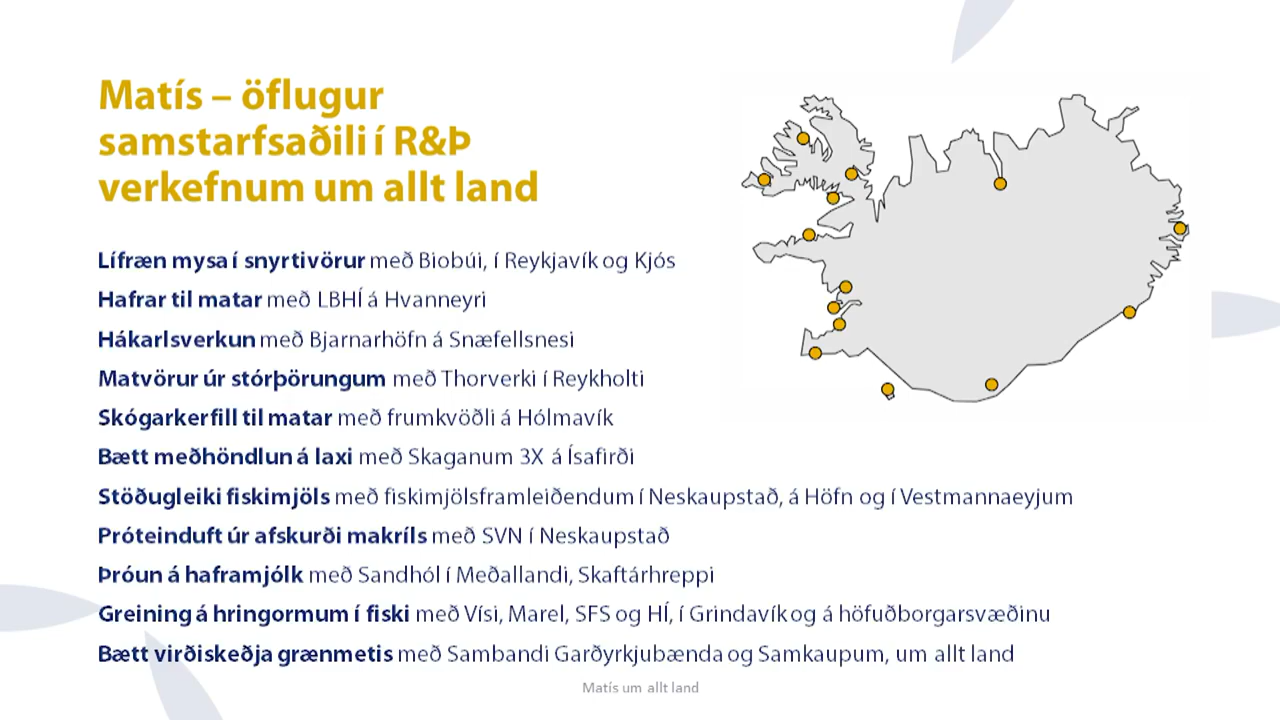 Matís – öflugur
samstarfsaðili í R&Þ
verkefnum um allt land
Lífræn mysa í snyrtivörur með Biobúi, í Reykjavík og Kjós
Hafrar til matar með LBHÍ á Hvanneyri
Hákarlsverkun með Bjarnarhöfn á Snæfellsnesi
Matvörur úr stórþörungum með Thorverki í Reykholti
Skógarkerfill til matar með frumkvöðli á Hólmavík
Bætt meðhöndlun á laxi með Skaganum 3X á Ísafirði
Stöðugleiki fiskimjöls með fiskimjölsframleiðendum í Neskaupstað, á Höfn og í Vestmannaeyjum
Próteinduft úr afskurði makríls með SVN í Neskaupstað
Þróun á haframjólk með Sandhól í Meðallandi, Skaftárhreppi
Greining á hringormum í fiski með Vísi, Marel, SFS og HÍ, í Grindavík og á höfuðborgarsvæðinu
Bætt virðiskeðja grænmetis með Sambandi Garðyrkjubænda og Samkaupum, um allt land
Matís um allt land